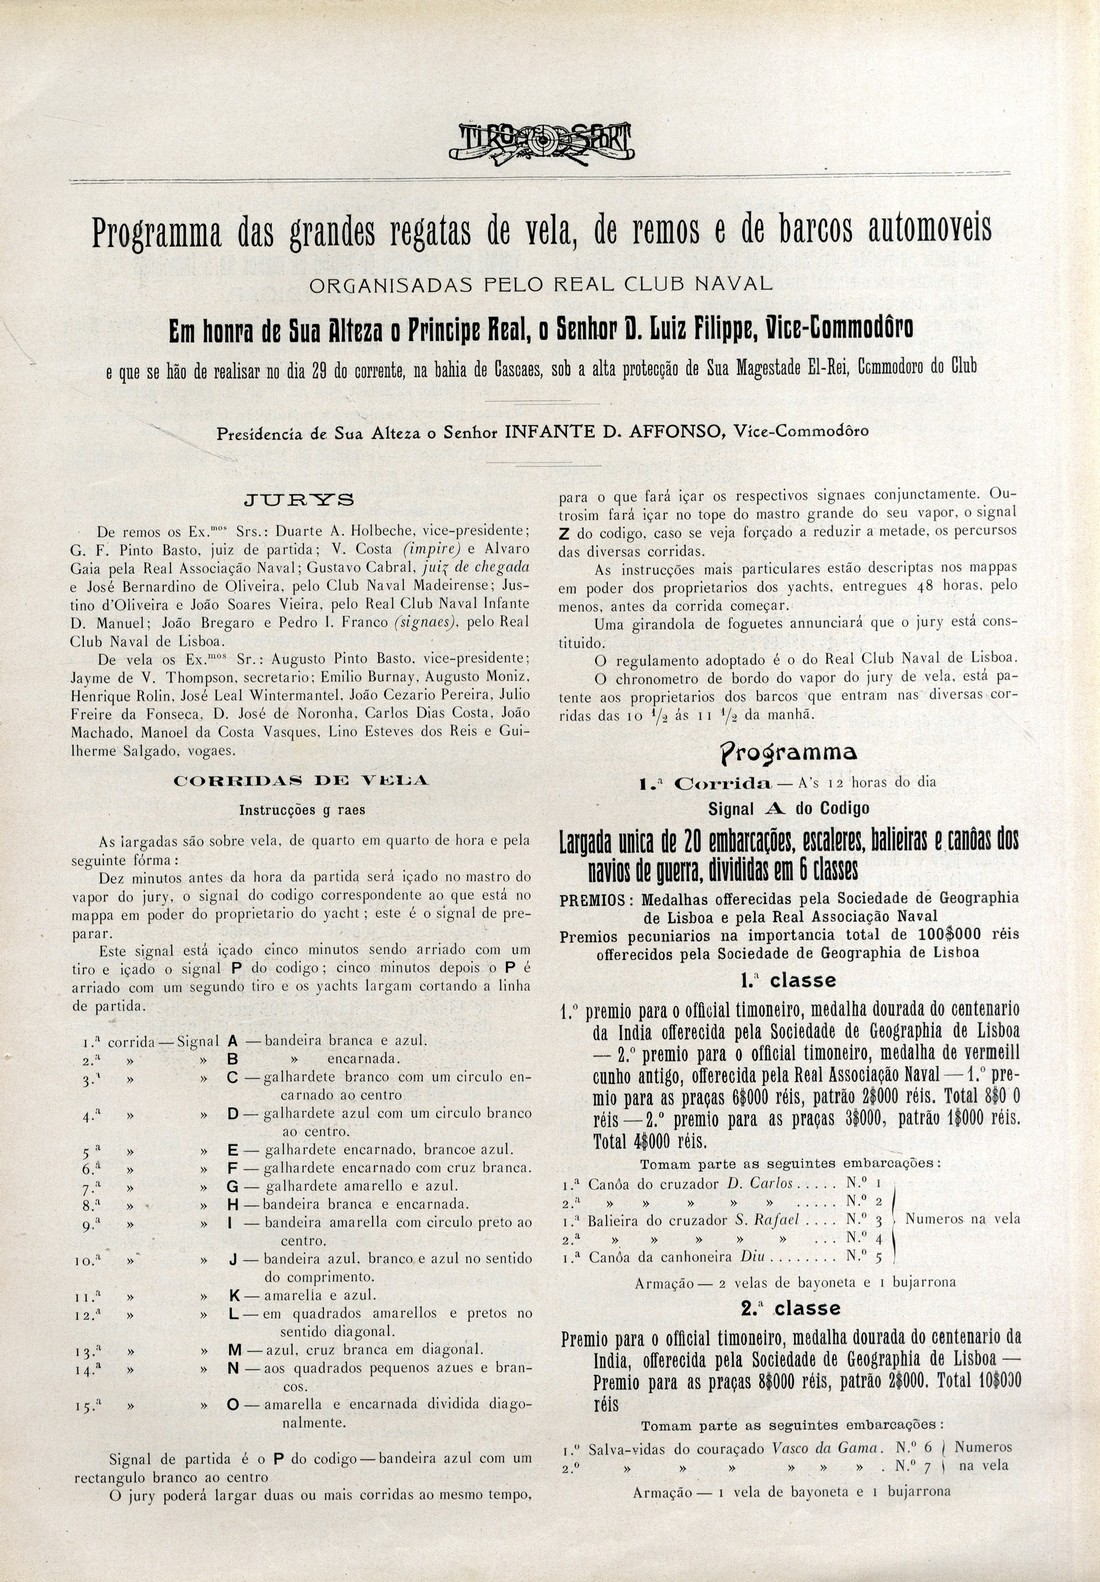 TIRO E SPORT
Programma das grandes regatas de vela, de remos e de barcos automoveis
ORGANISADAS PELO REAL CLUB NAVAL
Em honra de Sua Alteza o Principe Real, o Senhor D. Luiz Filippe, Vice-Commodôro
e que se hão de realisar no dia 29 do corrente, na bahia de Cascaes, sob a alta protecção de Sua Magestade El-Rei, Commodoro do Club
Presidencia de Sua Alteza o Senhor INFANTE D. AFFONSO, Vice-Commodôro
JURYS
De remos os Ex.mos Srs.: Duarte A. Holbeche, vice-presidente;
G. F. Pinto Basto, juiz de partida; V. Costa (impire) e Alvaro
Gaia pela Real Associação Naval; Gustavo Cabral, juiz de chegada
e José Bernardino de Oliveira, pelo Club Naval Madeirense; Jus-
tino d'Oliveira e João Soares Vieira, pelo Real Club Naval Infante
D. Manuel; João Bregaro e Pedro I. Franco (signaes), pelo Real
Club Naval de Lisboa.
De vela os Ex.mos Sr.: Augusto Pinto Basto, vice-presidente;
Jayme de V. Thompson, secretario; Emilio Burnay, Augusto Moniz,
Henrique Rolin, José Leal Wintermantel, João Cezario Pereira, Julio
Freire da Fonseca, D. José de Noronha, Carlos Dias Costa, João
Machado, Manoel da Costa Vasques, Lino Esteves dos Reis e Gui-
lherme Salgado, vogaes.
CORRIDAS DE VELA
Instrucções g raes
As largadas são sobre vela, de quarto em quarto de hora e pela
seguinte fórma:
Dez minutos antes da hora da partida será içado no mastro do
vapor do jury, o signal do codigo correspondente ao que está no
mappa em poder do proprietario do yacht; este é o signal de pre-
parar.
Este signal está içado cinco minutos sendo arriado com um
tiro e içado o signal P do codigo; cinco minutos depois o P é
arriado com um segundo tiro e os yachts largam cortando a linha
de partida.
1.ª corrida — Signal A — bandeira branca e azul.
2.ª » » B » encarnada.
3.ª » » C — galhardete branco com um circulo en-
carnado ao centro
4.ª » » D — galhardete azul com um circulo branco
ao centro.
5 ª » » E — galhardete encarnado, brancoe azul.
6.ª » » F — galhardete encarnado com cruz branca.
7.ª » » G — galhardete amarello e azul.
8.ª » » H — bandeira branca e encarnada.
9.ª » » I — bandeira amarella com circulo preto ao
centro.
10.ª » » J — bandeira azul, branco e azul no sentido
do comprimento.
11.ª » » K — amarella e azul.
12.ª » » L — em quadrados amarellos e pretos no
sentido diagonal.
13.ª » » M — azul, cruz branca em diagonal.
14.ª » » N — aos quadrados pequenos azues e bran-
cos.
15.ª » » O — amarella e encarnada dividida diago-
nalmente.
Signal de partida é o P do codigo — bandeira azul com um
rectangulo branco ao centro
O jury poderá largar duas ou mais corridas ao mesmo tempo,
para o que fará içar os respectivos signaes conjunctamente. Ou-
trosim fará içar no tope do mastro grande do seu vapor, o signal
Z do codigo, caso se veja forçado a reduzir a metade, os percursos
das diversas corridas.
As instrucções mais particulares estão descriptas nos mappas
em poder dos proprietarios dos yachts, entregues 48 horas, pelo
menos, antes da corrida começar.
Uma girandola de foguetes annunciará que o jury está cons-
tituido.
O regulamento adoptado é o do Real Club Naval de Lisboa.
O chronometro de bordo do vapor do jury de vela, está pa-
tente aos proprietarios dos barcos que entram nas diversas cor-
ridas das 10 1/2 ás 11 1/2 da manhã.
Programma
1.ª Corrida — A's 12 horas do dia
Signal A do Codigo
Largada unica de 20 embarcações, escaleres, balieiras e canôas dos
navios de guerra, divididas em 6 classes
PREMIOS: Medalhas offerecidas pela Sociedade de Geographia
de Lisboa e pela Real Associação Naval
Premios pecuniarios na importancia total de 100$000 réis
offerecidos pela Sociedade de Geographia de Lisboa
1.ª classe
1.º premio para o official timoneiro, medalha dourada do centenario
da India offerecida pela Sociedade de Geographia de Lisboa
— 2.º premio para o official timoneiro, medalha de vermeill
cunho antigo, offerecida pela Real Associação Naval — 1.º pre-
mio para as praças 6$000 réis, patrão 2$000 réis. Total 8$0 0
réis — 2.º premio para as praças 3$000, patrão 1$000 réis.
Total 4$000 réis.
Tomam parte as seguintes embarcações:
1.ª Canôa do cruzador D. Carlos ..... N.º 1
2.ª » » » » » ..... N.º 2
1.ª Balieira do cruzador S. Rafael .... N.º 3 Numeros na vela
2.ª » » » » » ... N.º 4
1.ª Canôa da canhoneira Diu ........ N.º 5
Armação — 2 velas de bayoneta e 1 bujarrona
2.ª classe
Premio para o official timoneiro, medalha dourada do centenario da
India, offerecida pela Sociedade de Geographia de Lisboa —
Premio para as praças 8$000 réis, patrão 2$000. Total 10$000
réis
Tomam parte as seguintes embarcações:
1.º Salva-vidas do couraçado Vasco da Gama. N.º 6 Numeros
2.º » » » » » » . N.º 7 na vela
Armação — 1 vela de bayoneta e 1 bujarrona